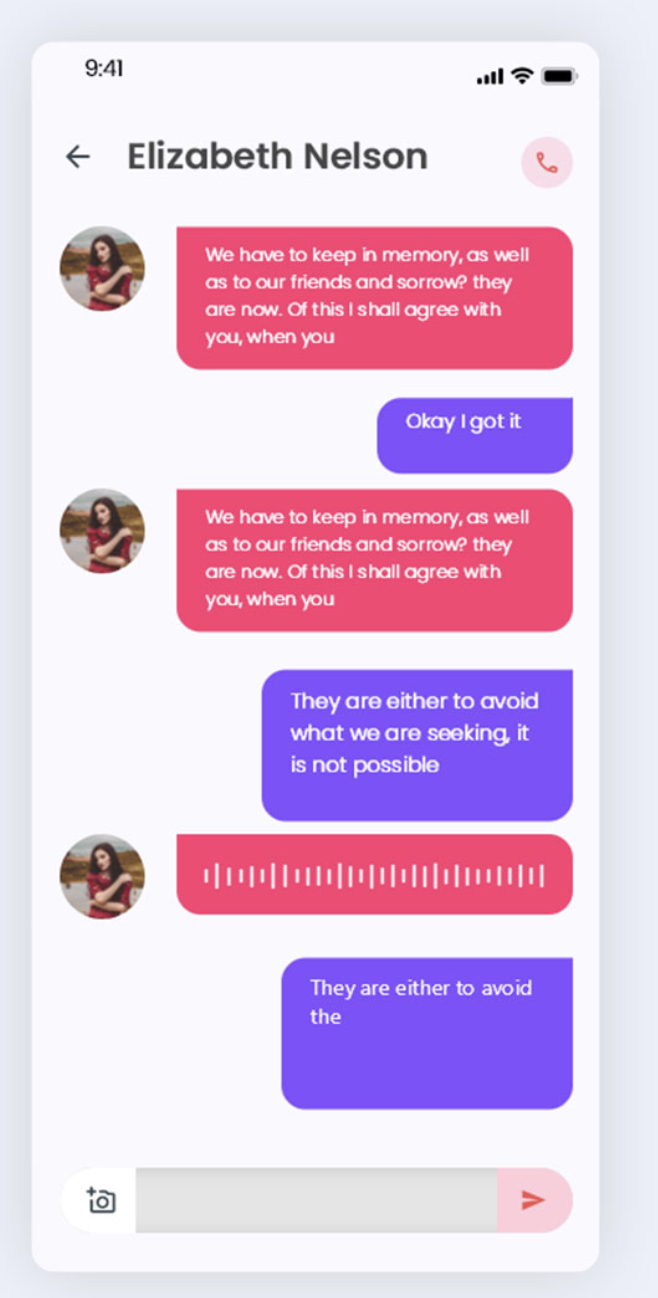 9:41
Elizabeth Nelson
We have to keep in memory, as well
as to our friends and sorrow? they
are now. Of this I shall agree with
you, when you
Okay I got it
We have to keep in memory, as well
as to our friends and sorrow? they
are now. Of this I shall agree with
you, when you
They are either to avoid
what we are seeking, it
is not possible
They are either to avoid
the